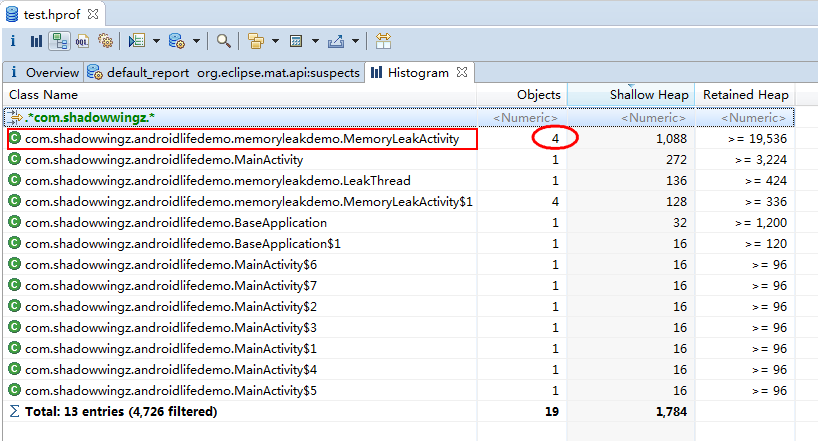 test.hprof
i OQL
i Overview default_report org.eclipse.mat.api:suspects Histogram
Class Name Objects Shallow Heap Retained Heap
.*com.shadowwingz.* <Numeric> <Numeric> <Numeric>
com.shadowwingz.androidlifedemo.memoryleakdemo.MemoryLeakActivity 4 1,088 >= 19,536
com.shadowwingz.androidlifedemo.MainActivity 1 272 >= 3,224
com.shadowwingz.androidlifedemo.memoryleakdemo.LeakThread 1 136 >= 424
com.shadowwingz.androidlifedemo.memoryleakdemo.MemoryLeakActivity$1 4 128 >= 336
com.shadowwingz.androidlifedemo.BaseApplication 1 32 >= 1,200
com.shadowwingz.androidlifedemo.BaseApplication$1 1 16 >= 120
com.shadowwingz.androidlifedemo.MainActivity$6 1 16 >= 96
com.shadowwingz.androidlifedemo.MainActivity$7 1 16 >= 96
com.shadowwingz.androidlifedemo.MainActivity$2 1 16 >= 96
com.shadowwingz.androidlifedemo.MainActivity$3 1 16 >= 96
com.shadowwingz.androidlifedemo.MainActivity$1 1 16 >= 96
com.shadowwingz.androidlifedemo.MainActivity$4 1 16 >= 96
com.shadowwingz.androidlifedemo.MainActivity$5 1 16 >= 96
Σ Total: 13 entries (4,726 filtered) 19 1,784